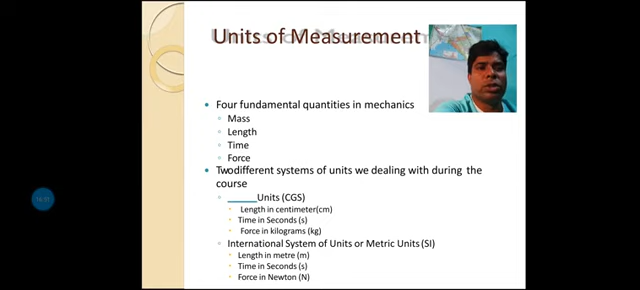 Units of Measurement
Four fundamental quantities in mechanics
Mass
Length
Time
Force
Two different systems of units we dealing with during the
course
______Units (CGS)
Length in centimeter(cm)
Time in Seconds (s)
Force in kilograms (kg)
International System of Units or Metric Units (SI)
Length in metre (m)
Time in Seconds (s)
Force in Newton (N)